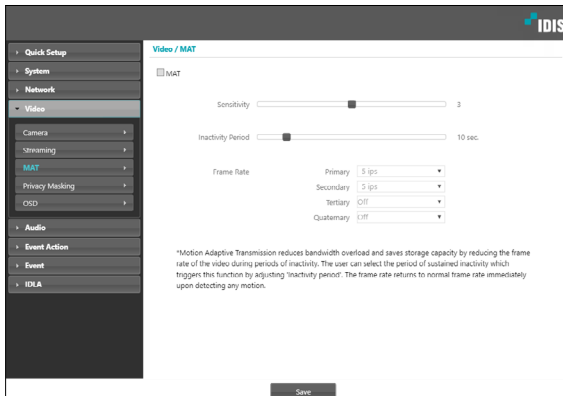 IDIS
Quick Setup
System
Network
Video
Camera
Streaming
MAT
Privacy Masking
OSD
Audio
Event Action
Event
IDLA
Video / MAT
MAT
Sensitivity 3
Inactivity Period 10 sec.
Frame Rate Primary 5 ips
Secondary 5 ips
Tertiary Off
Quaternary Off
*Motion Adaptive Transmission reduces bandwidth overload and saves storage capacity by reducing the frame
rate of the video during periods of inactivity. The user can select the period of sustained inactivity which
triggers this function by adjusting 'Inactivity period'. The frame rate returns to normal frame rate immediately
upon detecting any motion.
Save